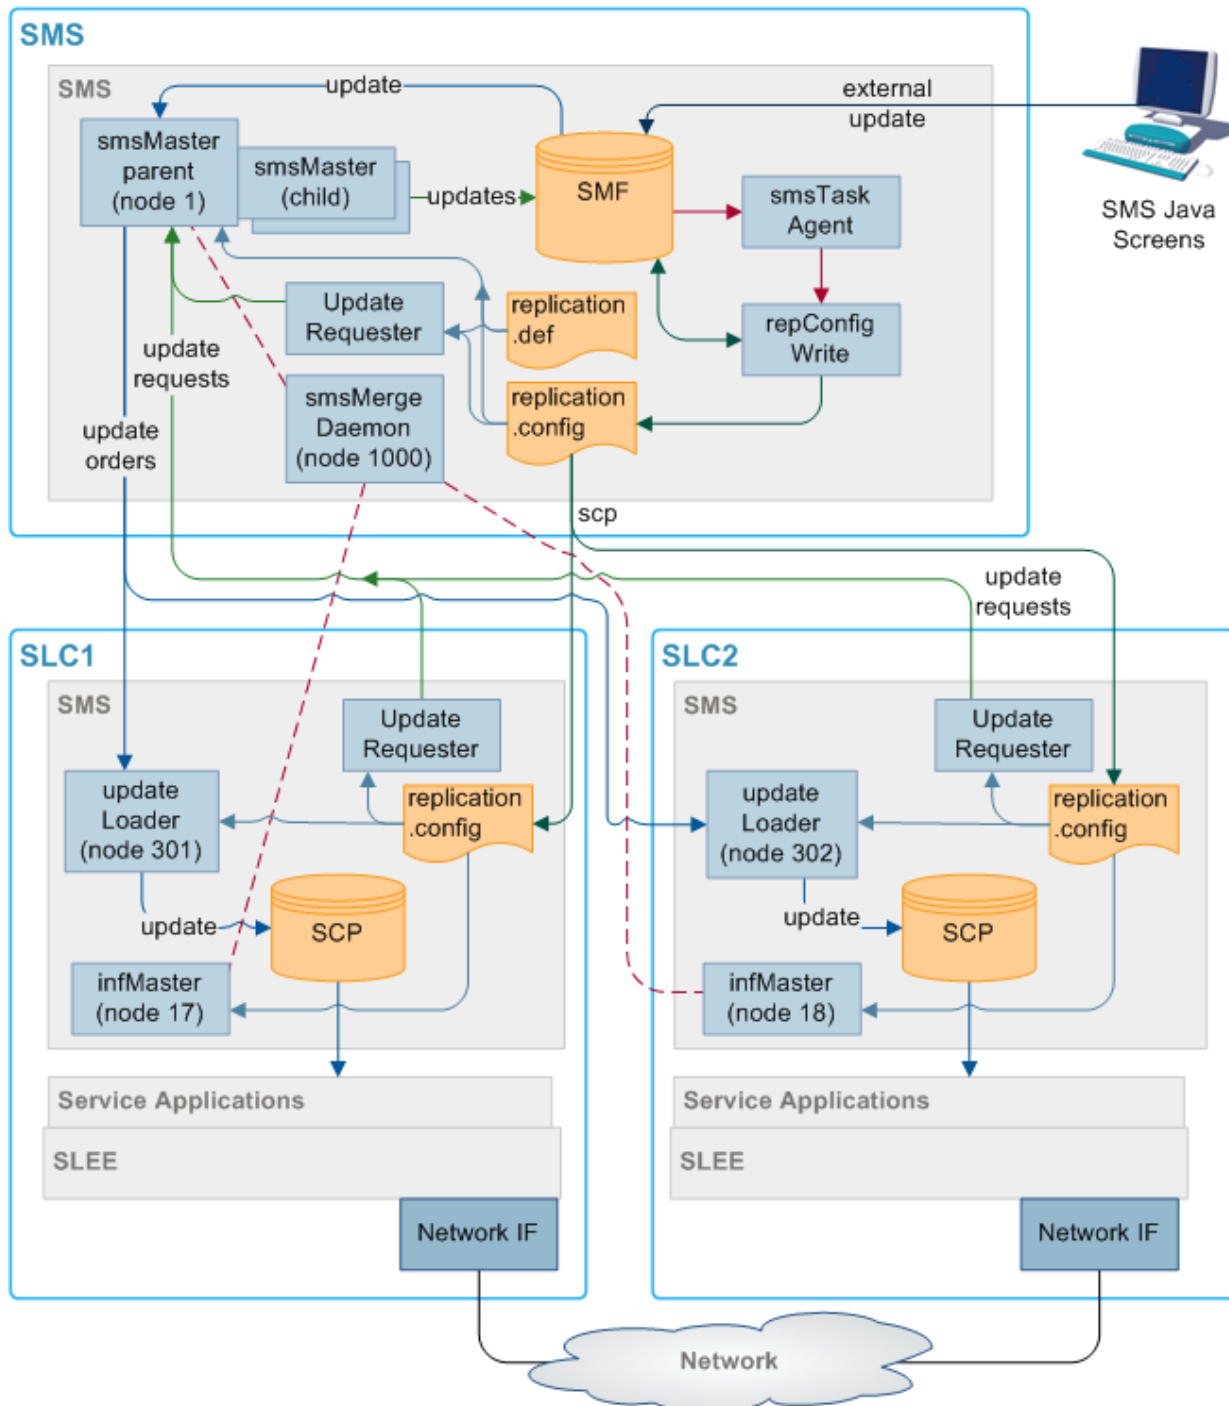 SMS
SMS
update
external
update
smsMaster
parent
(node 1)
smsMaster
(child)
updates
SMF
smsTask
Agent
SMS Java
Screens
Update
Requester
replication
.def
repConfig
Write
update
requests
smsMerge
Daemon
(node 1000)
replication
.config
update
orders
scp
update
requests
SLC1
SMS
Update
Requester
update
Loader
(node 301)
replication
.config
update
SCP
infMaster
(node 17)
Service Applications
SLEE
Network IF
SLC2
SMS
Update
Requester
update
Loader
(node 302)
replication
.config
update
SCP
infMaster
(node 18)
Service Applications
SLEE
Network IF
Network